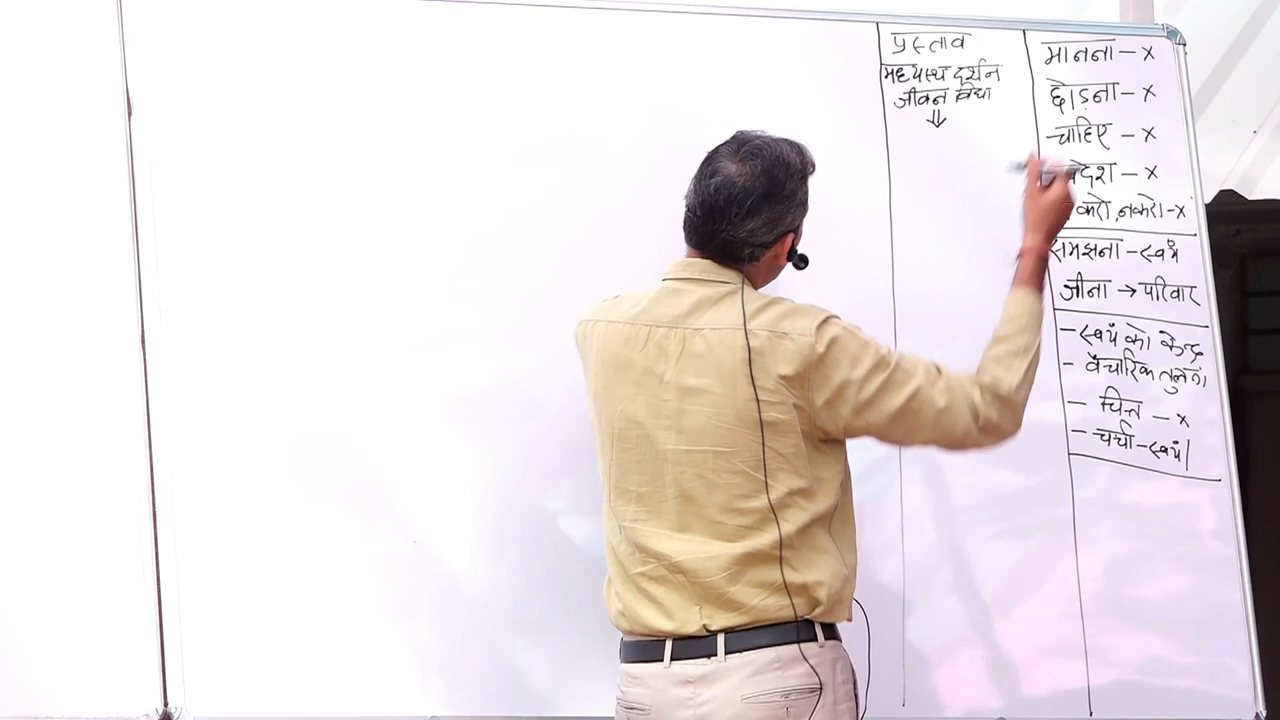 प्रस्ताव
मध्यस्थ दर्शन
जीवन विद्या
⇓
मानना – x
छोड़ना – x
चाहिए – x
देश – x
करो, नकरो – x
समझना – स्वयं
जीना → परिवार
– स्वयं को केन्द्र
– वैचारिक तुलना
– चित्त – x
– चर्चा – स्वयं